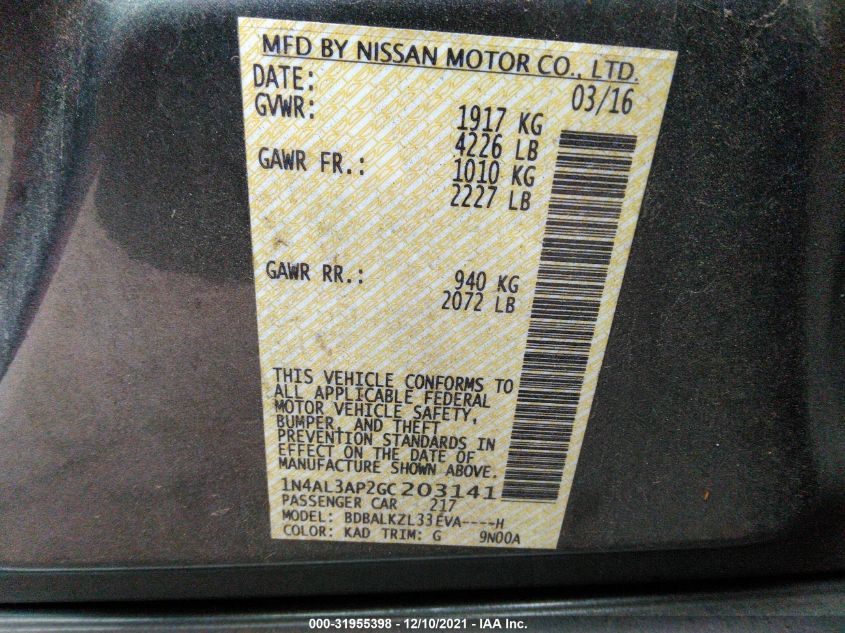 MFD BY NISSAN MOTOR CO., LTD.
DATE: 03/16
GVWR: 1917 KG
4226 LB
GAWR FR.: 1010 KG
2227 LB
GAWR RR.: 940 KG
2072 LB
THIS VEHICLE CONFORMS TO
ALL APPLICABLE FEDERAL
MOTOR VEHICLE SAFETY,
BUMPER, AND THEFT
PREVENTION STANDARDS IN
EFFECT ON THE DATE OF
MANUFACTURE SHOWN ABOVE.
1N4AL3AP2GC203141
PASSENGER CAR 217
MODEL: BDBALKZL33EVA----H
COLOR: KAD TRIM: G 9N00A
000-31955398 - 12/10/2021 - IAA Inc.